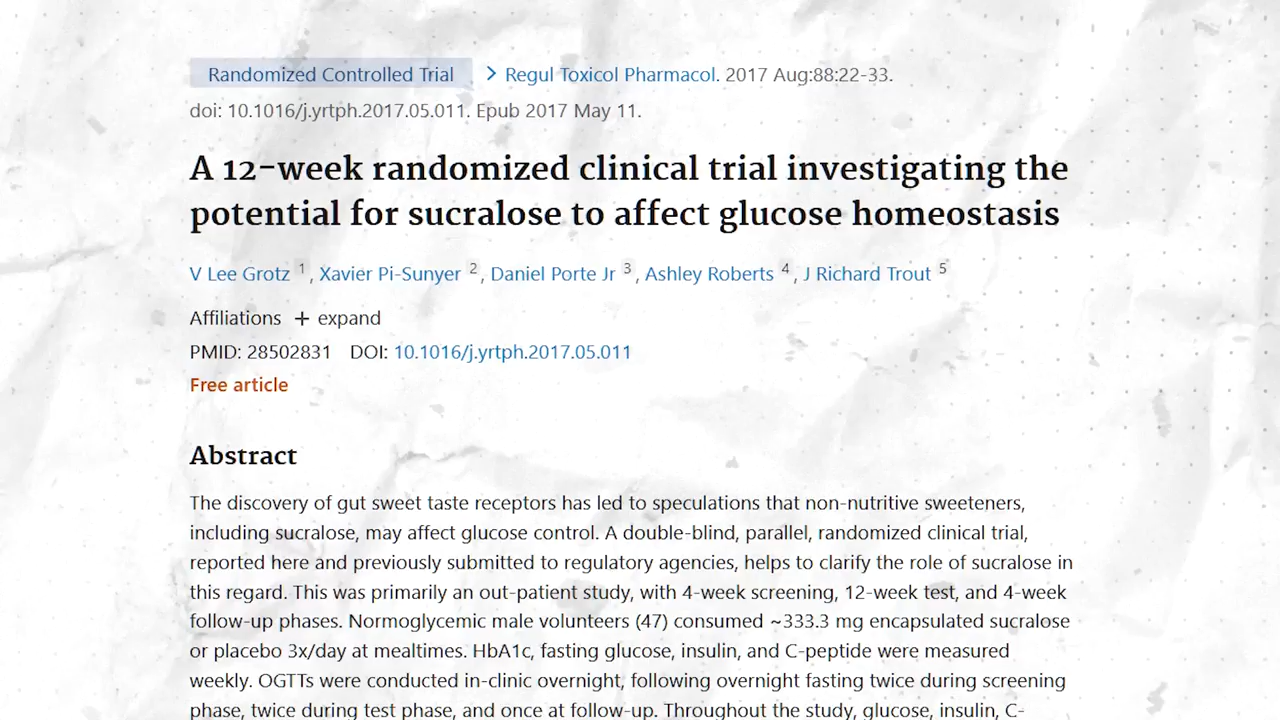 Randomized Controlled Trial > Regul Toxicol Pharmacol. 2017 Aug:88:22-33.
doi: 10.1016/j.yrtph.2017.05.011. Epub 2017 May 11.
A 12-week randomized clinical trial investigating the
potential for sucralose to affect glucose homeostasis
V Lee Grotz 1, Xavier Pi-Sunyer 2, Daniel Porte Jr 3, Ashley Roberts 4, J Richard Trout 5
Affiliations + expand
PMID: 28502831 DOI: 10.1016/j.yrtph.2017.05.011
Free article
Abstract
The discovery of gut sweet taste receptors has led to speculations that non-nutritive sweeteners,
including sucralose, may affect glucose control. A double-blind, parallel, randomized clinical trial,
reported here and previously submitted to regulatory agencies, helps to clarify the role of sucralose in
this regard. This was primarily an out-patient study, with 4-week screening, 12-week test, and 4-week
follow-up phases. Normoglycemic male volunteers (47) consumed ~333.3 mg encapsulated sucralose
or placebo 3x/day at mealtimes. HbA1c, fasting glucose, insulin, and C-peptide were measured
weekly. OGTTs were conducted in-clinic overnight, following overnight fasting twice during screening
phase, twice during test phase, and once at follow-up. Throughout the study, glucose, insulin, C-